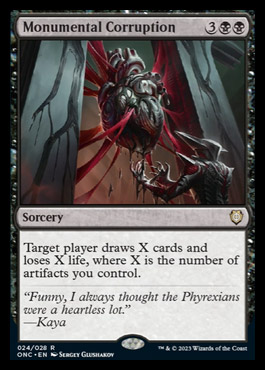 Monumental Corruption 3
Sorcery
Target player draws X cards and
loses X life, where X is the number of
artifacts you control.
“Funny, I always thought the Phyrexians
were a heartless lot.”
—Kaya
024/028 R
ONC • EN Sergey Glushakov
™ & © 2023 Wizards of the Coast